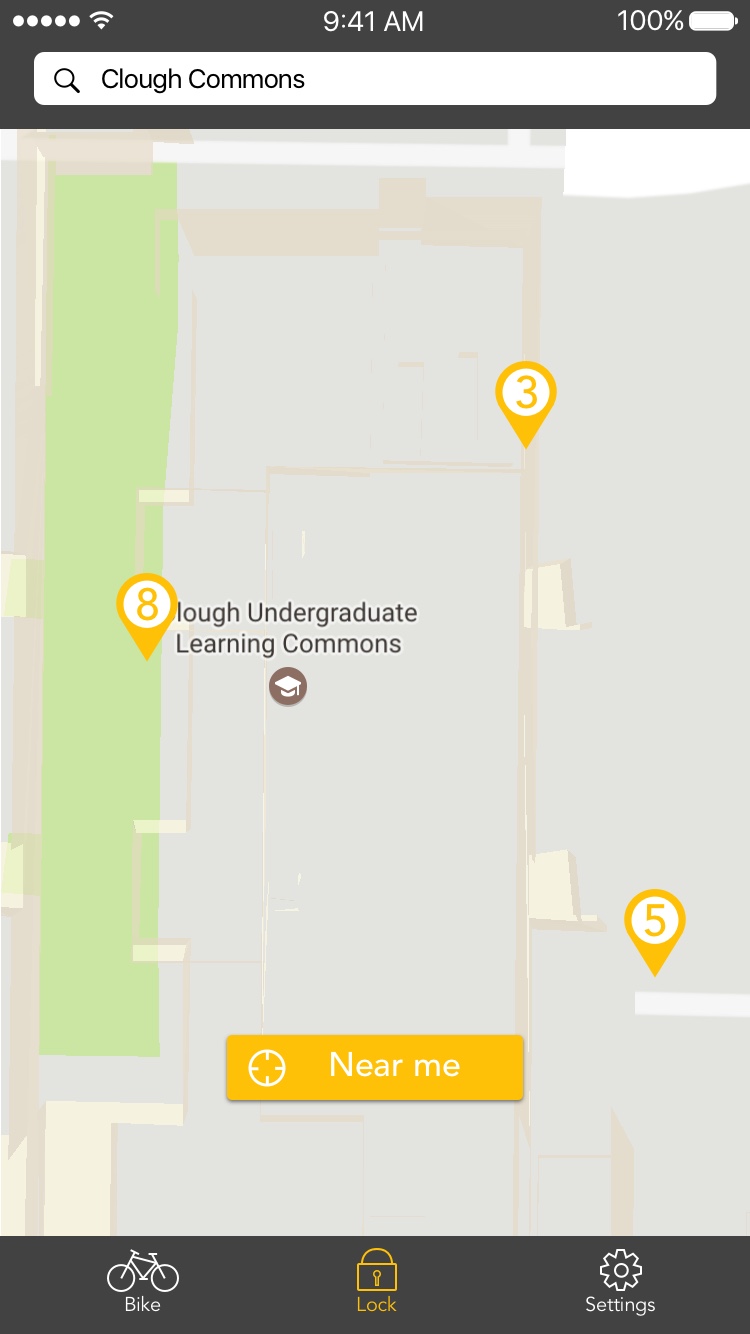 9:41 AM 100%
Clough Commons
3
8
lough Undergraduate
Learning Commons
5
Near me
Bike Lock Settings